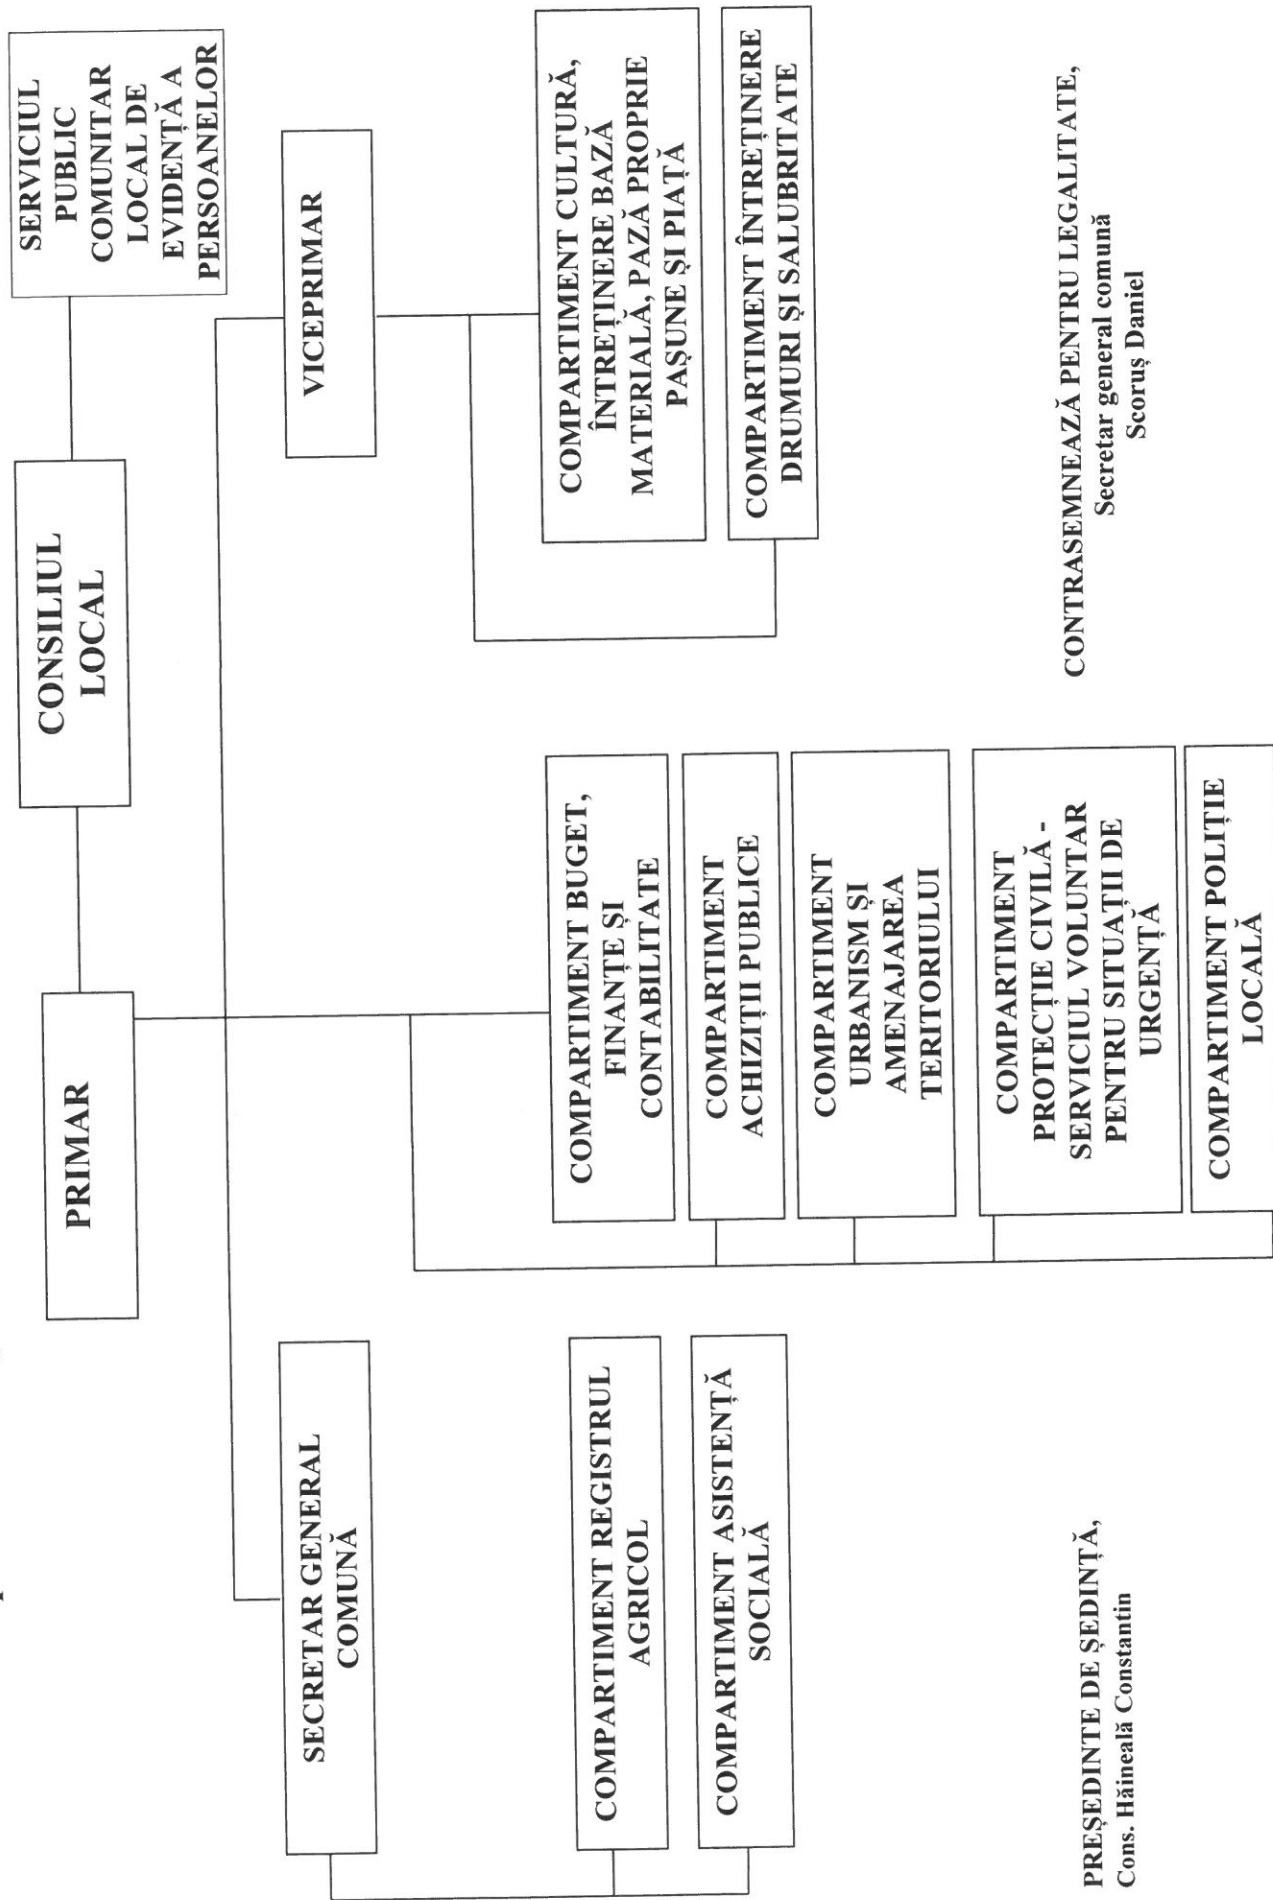 PRIMAR
CONSILIUL
LOCAL
SERVICIUL
PUBLIC
COMUNITAR
LOCAL DE
EVIDENȚĂ A
PERSOANELOR
SECRETAR GENERAL
COMUNĂ
VICEPRIMAR
COMPARTIMENT REGISTRUL
AGRICOL
COMPARTIMENT ASISTENȚĂ
SOCIALĂ
COMPARTIMENT BUGET,
FINANȚE ȘI
CONTABILITATE
COMPARTIMENT
ACHIZIȚII PUBLICE
COMPARTIMENT
URBANISM ȘI
AMENAJAREA
TERITORIULUI
COMPARTIMENT
PROTECȚIE CIVILĂ -
SERVICIUL VOLUNTAR
PENTRU SITUAȚII DE
URGENȚĂ
COMPARTIMENT POLIȚIE
LOCALĂ
COMPARTIMENT CULTURĂ,
ÎNTREȚINERE BAZĂ
MATERIALĂ, PAZĂ PROPRIE
PAȘUNE ȘI PIAȚĂ
COMPARTIMENT ÎNTREȚINERE
DRUMURI ȘI SALUBRITATE
PREȘEDINTE DE ȘEDINȚĂ,
Cons. Hăineală Constantin
CONTRASEMNEAZĂ PENTRU LEGALITATE,
Secretar general comună
Scoruș Daniel